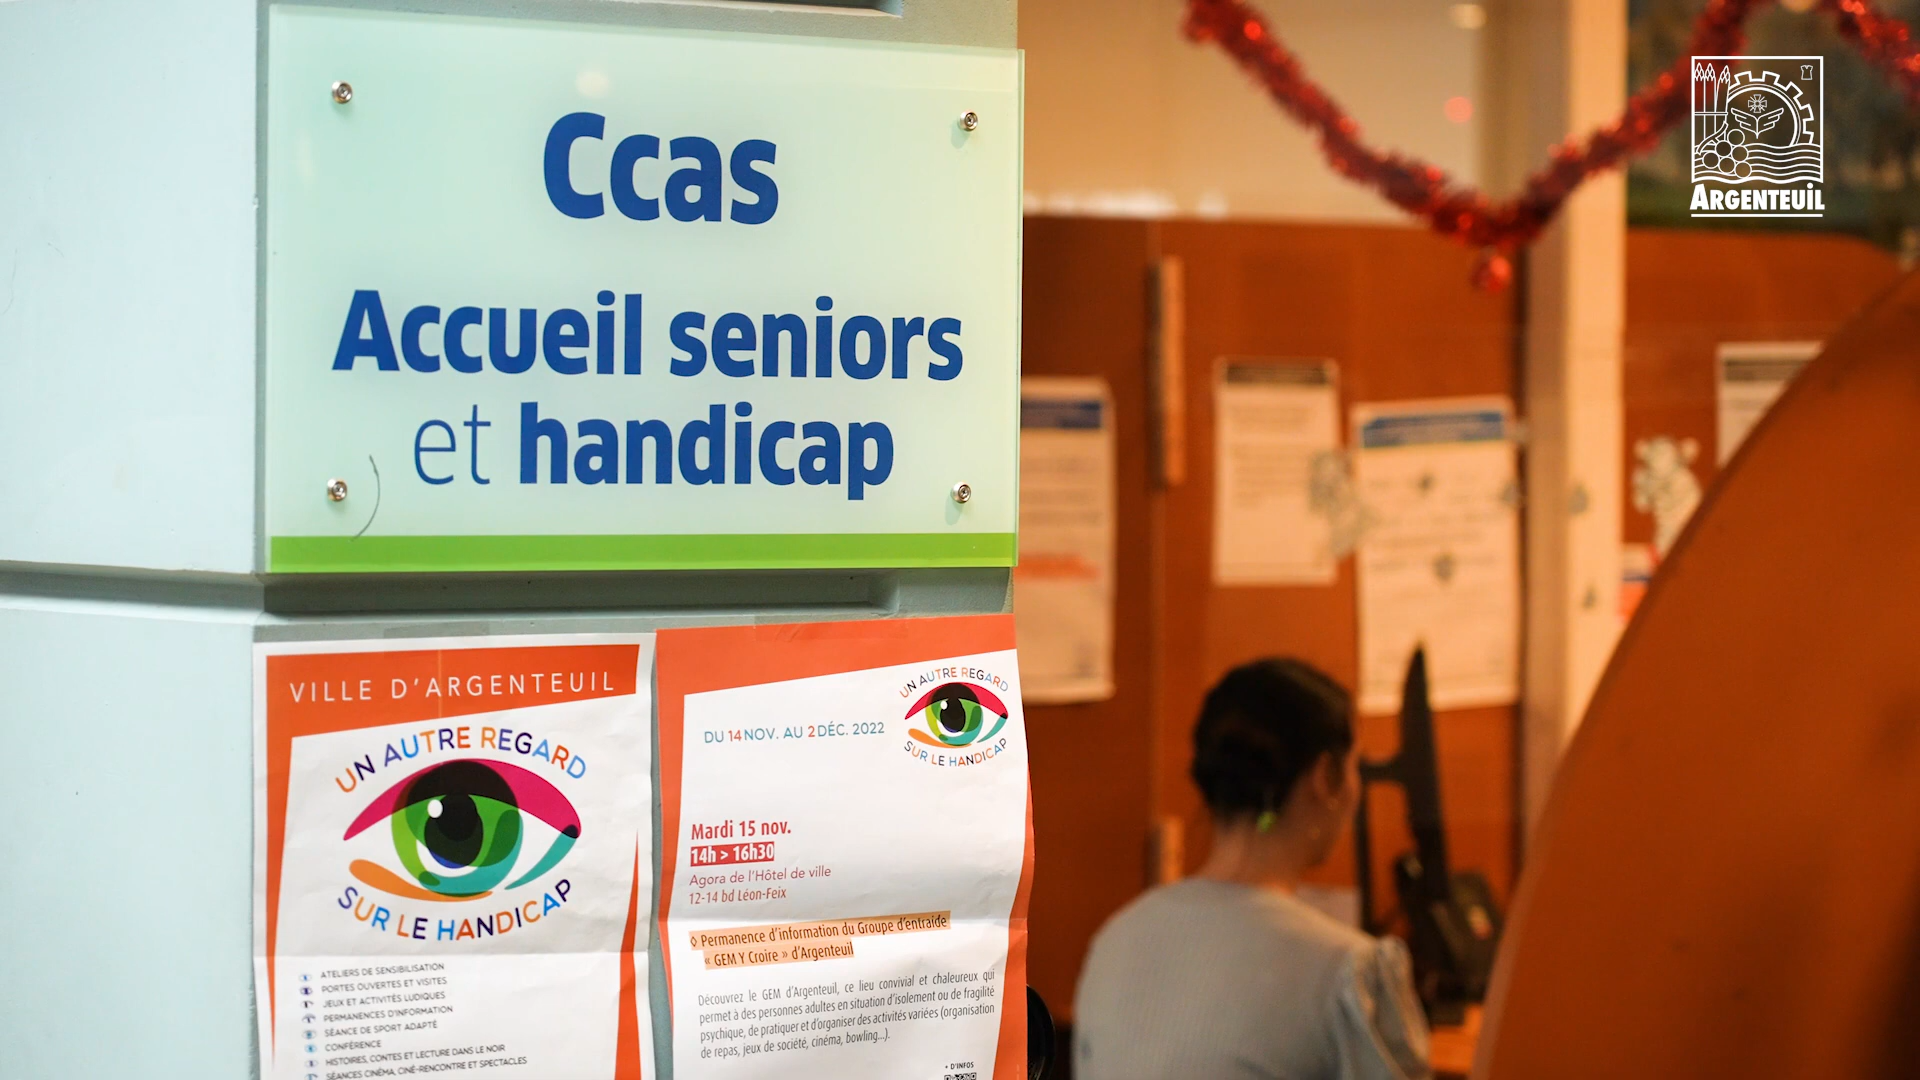 Ccas
Accueil seniors
et handicap
ARGENTEUIL
VILLE D'ARGENTEUIL
UN AUTRE REGARD
SUR LE HANDICAP
ATELIERS DE SENSIBILISATION
PORTES OUVERTES ET VISITES
JEUX ET ACTIVITÉS LUDIQUES
PERMANENCES D'INFORMATION
SÉANCE DE SPORT ADAPTÉ
CONFÉRENCE
HISTOIRES, CONTES ET LECTURE DANS LE NOIR
SÉANCES CINÉMA, CINÉ-RENCONTRE ET SPECTACLES
UN AUTRE REGARD
SUR LE HANDICAP
DU 14 NOV. AU 2 DÉC. 2022
Mardi 15 nov.
14h > 16h30
Agora de l'Hôtel de ville
12-14 bd Léon-Feix
◊ Permanence d'information du Groupe d'entraide
« GEM Y Croire » d'Argenteuil
Découvrez le GEM d'Argenteuil, ce lieu convivial et chaleureux qui
permet à des personnes adultes en situation d'isolement ou de fragilité
psychique, de pratiquer et d'organiser des activités variées (organisation
de repas, jeux de société, cinéma, bowling...).
+ D'INFOS